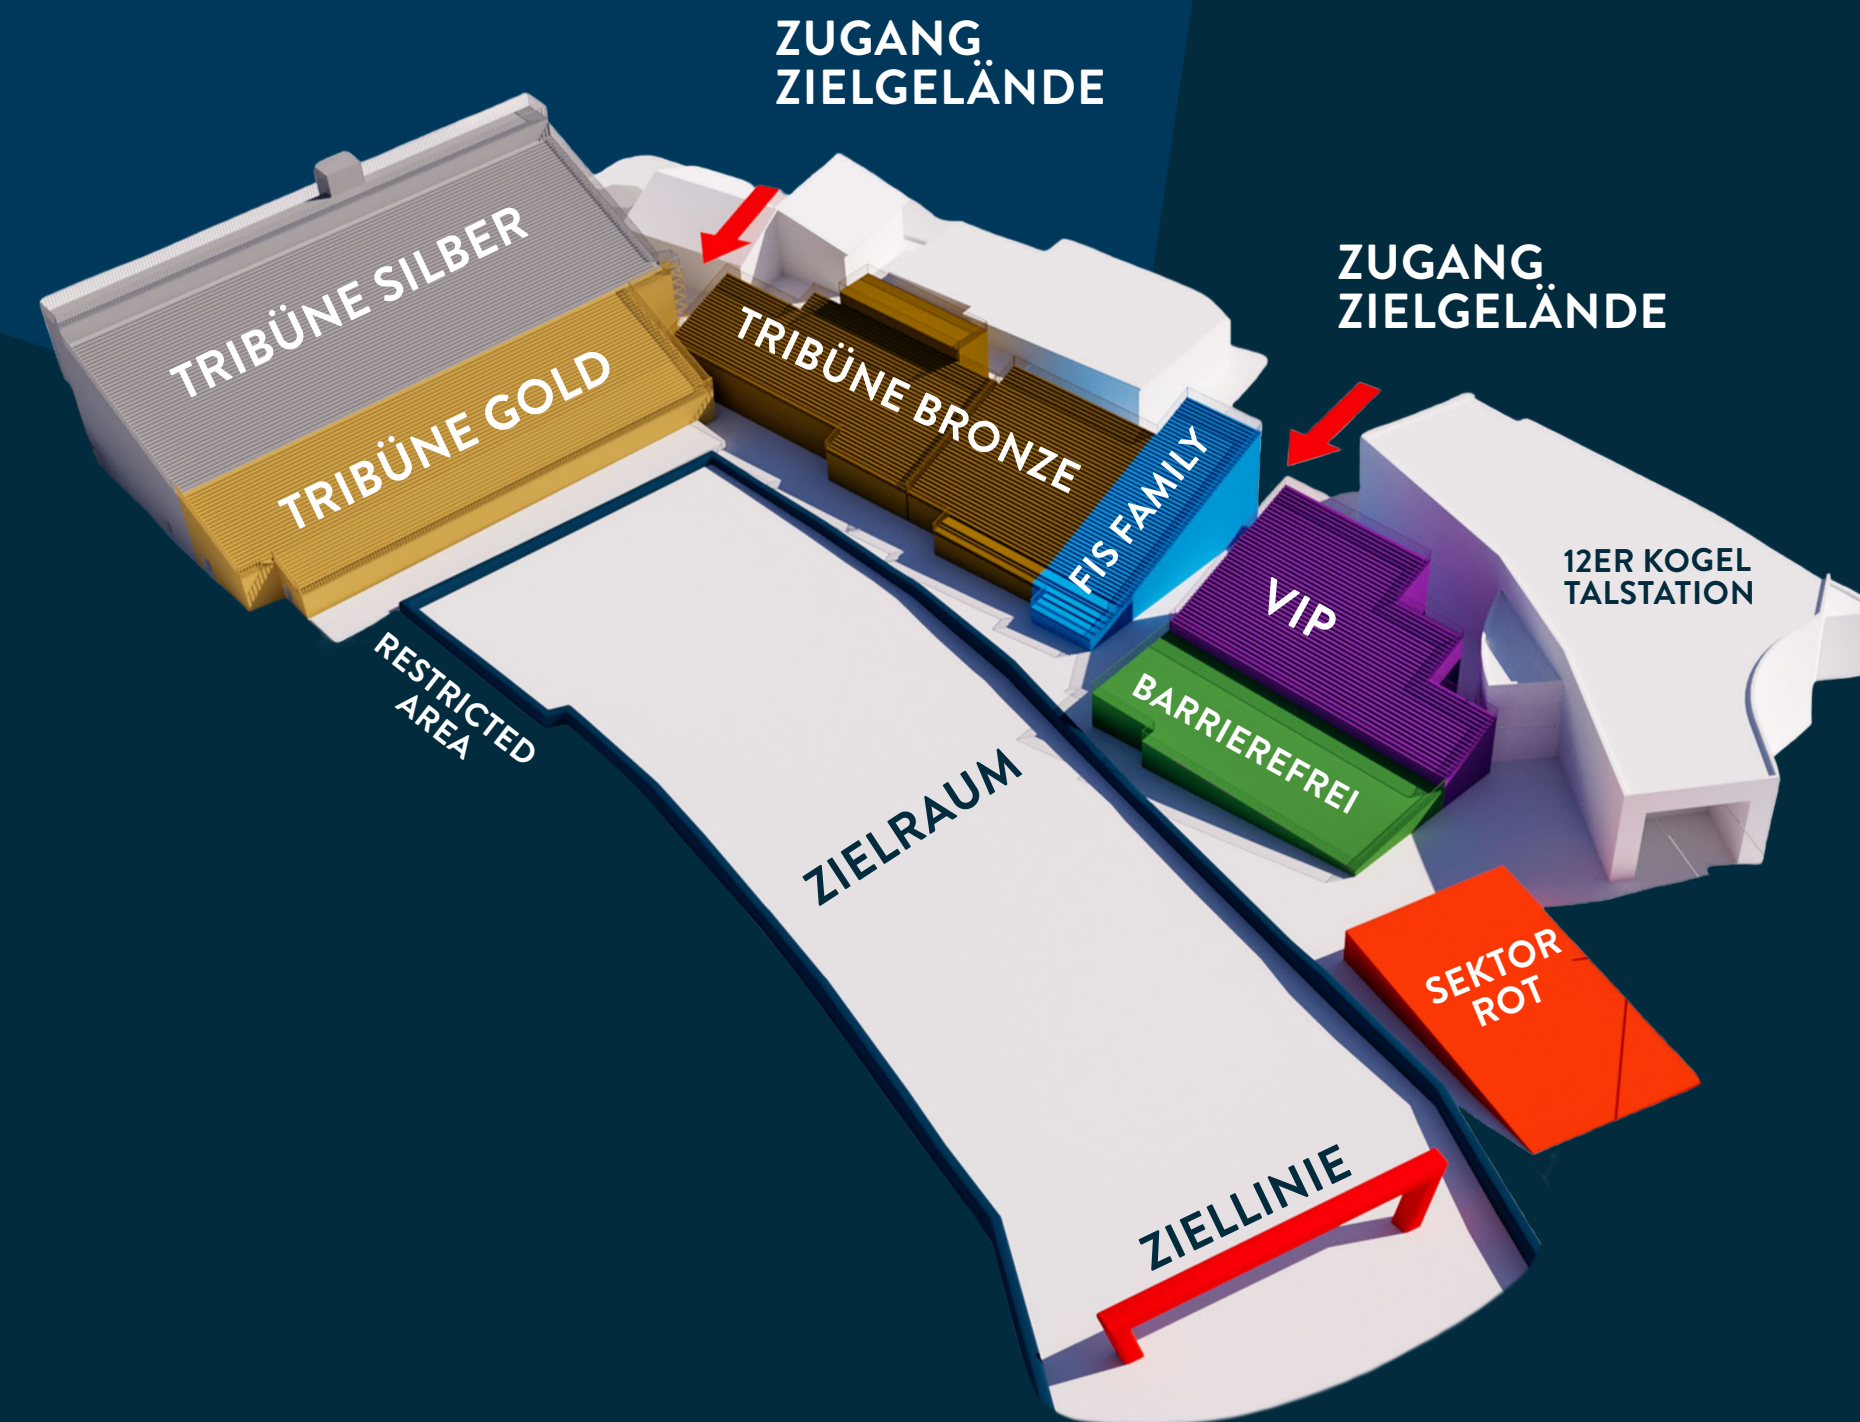 ZUGANG
ZIELGELÄNDE
ZUGANG
ZIELGELÄNDE
TRIBÜNE SILBER
TRIBÜNE GOLD
TRIBÜNE BRONZE
FIS FAMILY
VIP
12ER KOGEL
TALSTATION
BARRIEREFREI
RESTRICTED
AREA
ZIELRAUM
SEKTOR
ROT
ZIELLINIE